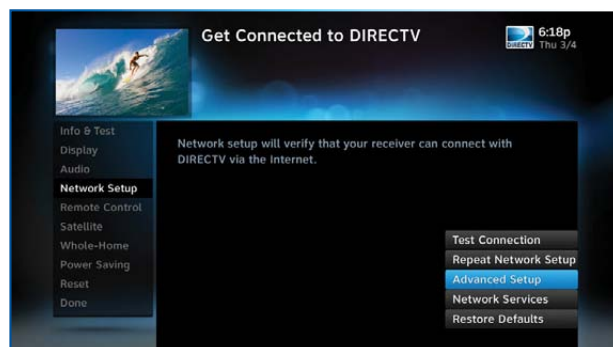 Get Connected to DIRECTV
6:18p
DIRECTV Thu 3/4
Info & Test
Display
Audio
Network Setup
Remote Control
Satellite
Whole-Home
Power Saving
Reset
Done
Network setup will verify that your receiver can connect with
DIRECTV via the Internet.
Test Connection
Repeat Network Setup
Advanced Setup
Network Services
Restore Defaults